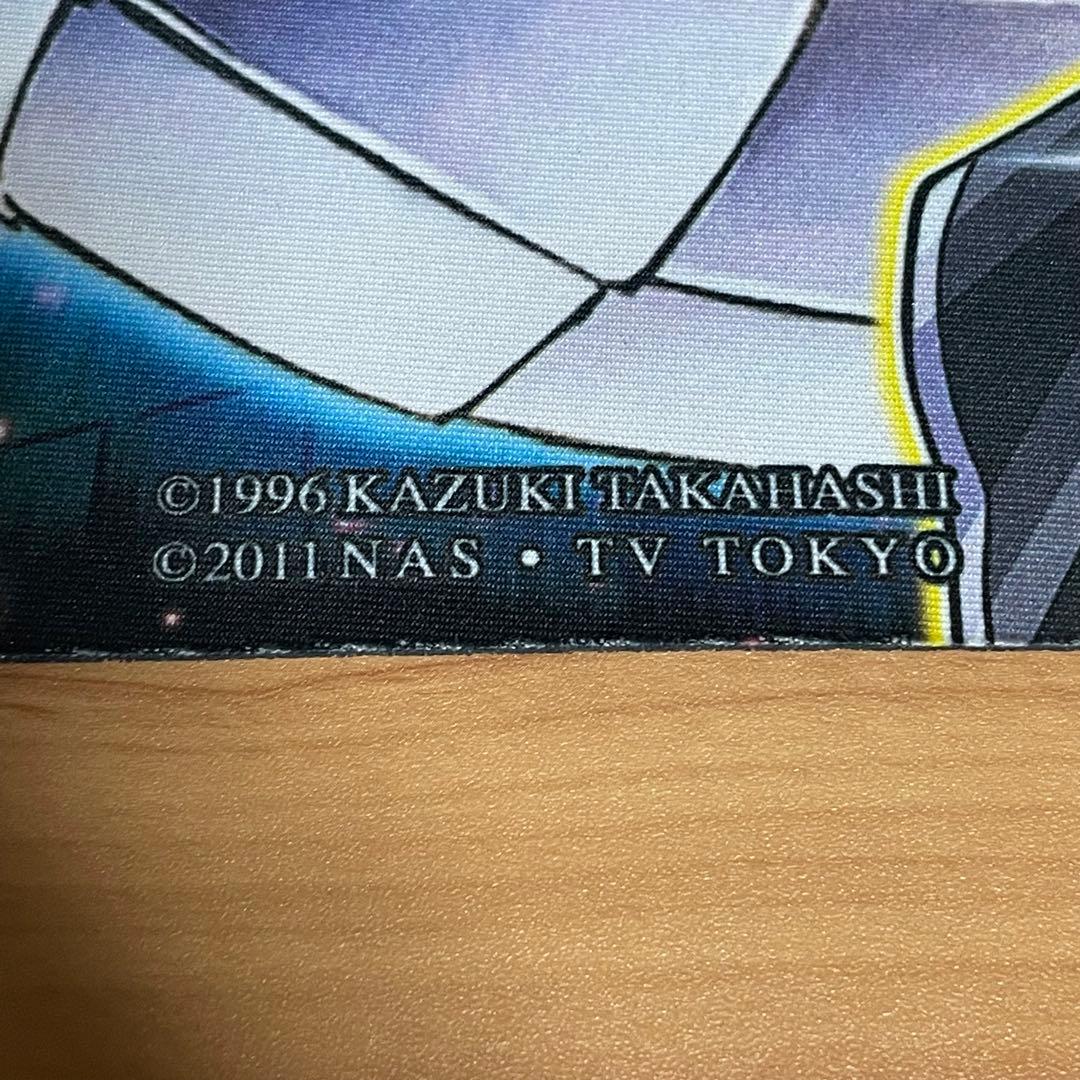 ©1996 KAZUKI TAKAHASHI
©2011 NAS • TV TOKYO